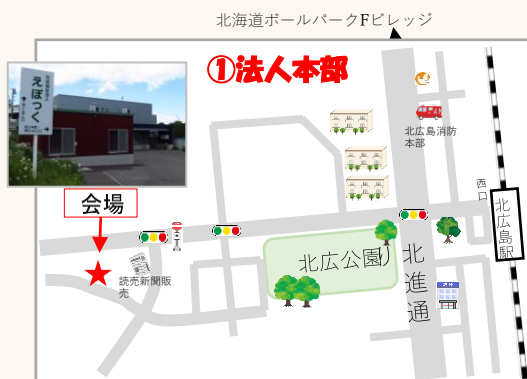 北海道ボールパークFビレッジ
①法人本部
えぽっく
北広島消防
本部
西口
北広島駅
会場
北広公園
北進通り
読売新聞販
売